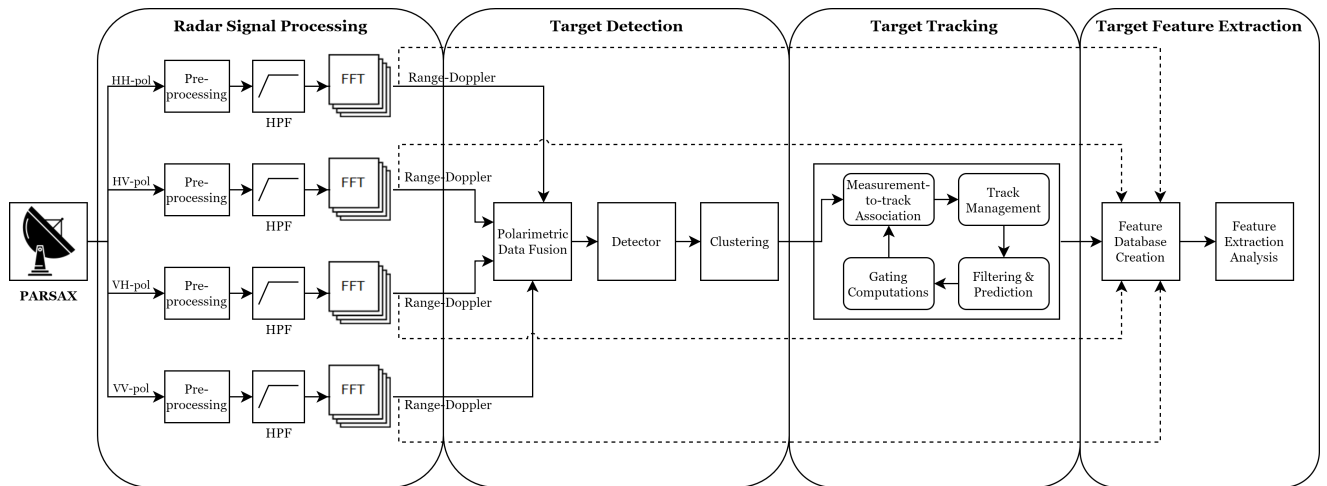 Radar Signal Processing
Target Detection
Target Tracking
Target Feature Extraction
HH-pol
Pre-
processing
HPF
FFT
Range-Doppler
HV-pol
Pre-
processing
HPF
FFT
Range-Doppler
PARSAX
VH-pol
Pre-
processing
HPF
FFT
Range-Doppler
VV-pol
Pre-
processing
HPF
FFT
Range-Doppler
Polarimetric
Data Fusion
Detector
Clustering
Measurement-
to-track
Association
Track
Management
Gating
Computations
Filtering &
Prediction
Feature
Database
Creation
Feature
Extraction
Analysis